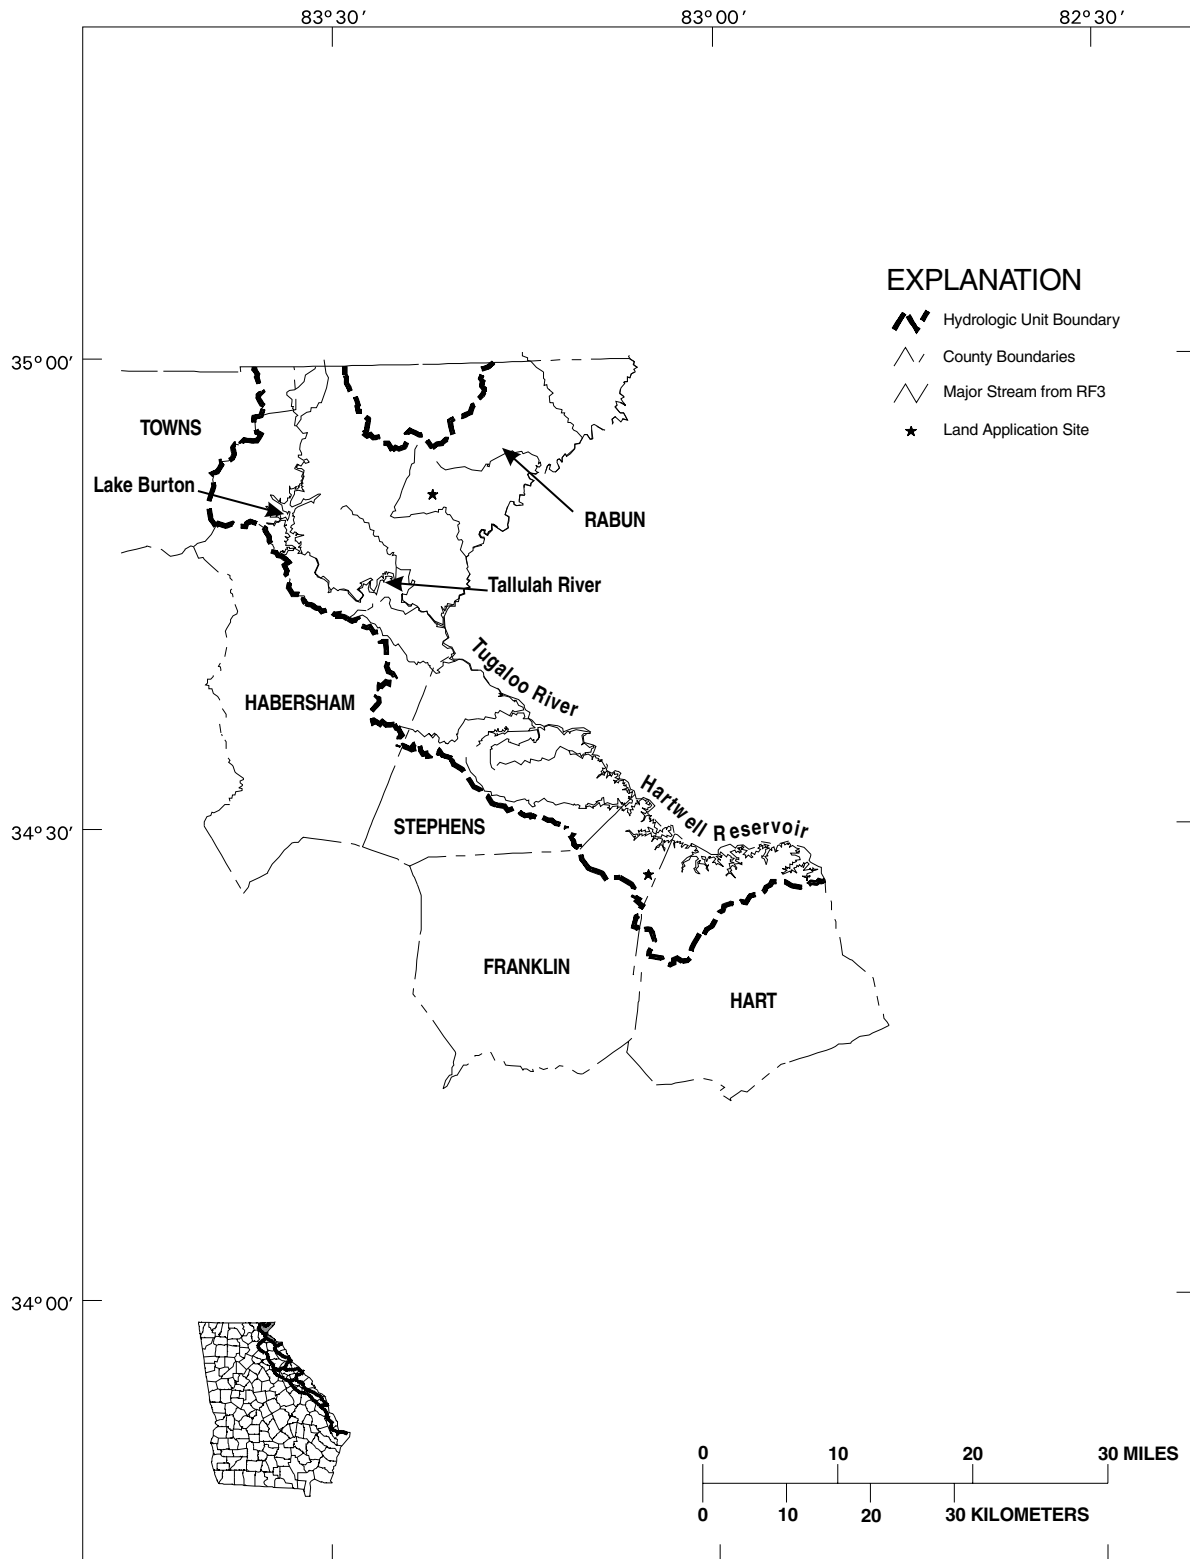 83° 30’
83° 00’
82° 30’
EXPLANATION
Hydrologic Unit Boundary
County Boundaries
Major Stream from RF3
Land Application Site
35° 00’
TOWNS
Lake Burton
RABUN
Tallulah River
Tugaloo River
HABERSHAM
Hartwell Reservoir
34° 30’
STEPHENS
FRANKLIN
HART
34° 00’
0 10 20 30 MILES
0 10 20 30 KILOMETERS